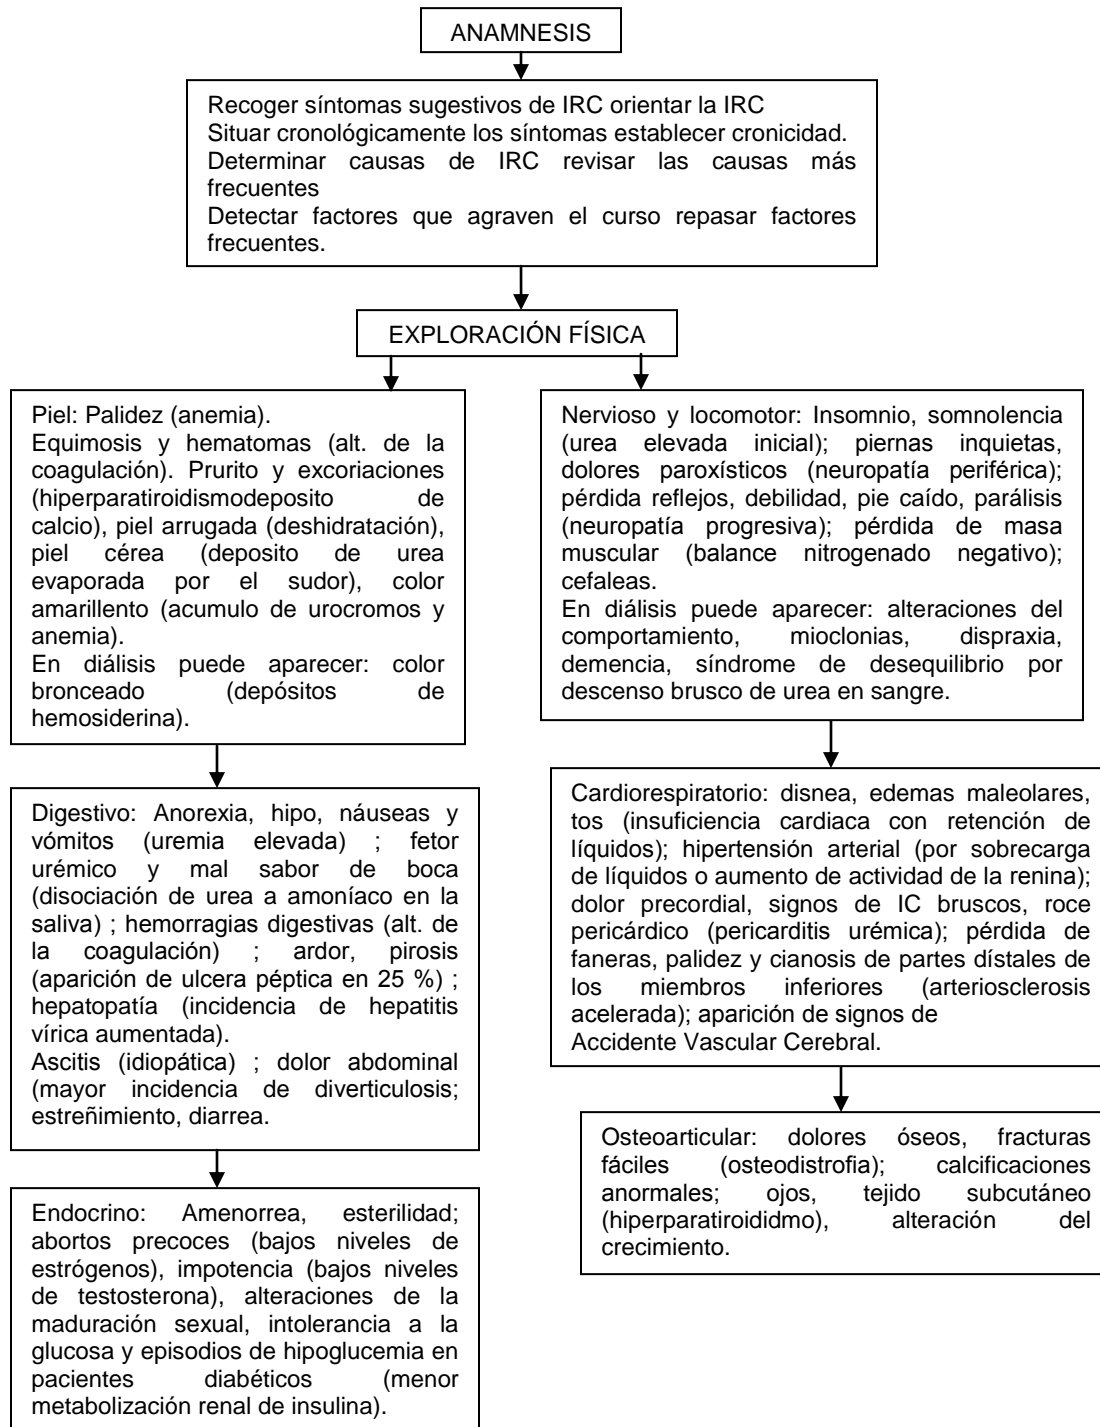 ANAMNESIS
Recoger síntomas sugestivos de IRC orientar la IRC
Situar cronológicamente los síntomas establecer cronicidad.
Determinar causas de IRC revisar las causas más
frecuentes
Detectar factores que agraven el curso repasar factores
frecuentes.
EXPLORACIÓN FÍSICA
Piel: Palidez (anemia).
Equimosis y hematomas (alt. de la
coagulación). Prurito y excoriaciones
(hiperparatiroidismodeposito de
calcio), piel arrugada (deshidratación),
piel cérea (deposito de urea
evaporada por el sudor), color
amarillento (acumulo de urocromos y
anemia).
En diálisis puede aparecer: color
bronceado (depósitos de
hemosiderina).
Nervioso y locomotor: Insomnio, somnolencia
(urea elevada inicial); piernas inquietas,
dolores paroxísticos (neuropatía periférica);
pérdida reflejos, debilidad, pie caído, parálisis
(neuropatía progresiva); pérdida de masa
muscular (balance nitrogenado negativo);
cefaleas.
En diálisis puede aparecer: alteraciones del
comportamiento, mioclonias, dispraxia,
demencia, síndrome de desequilibrio por
descenso brusco de urea en sangre.
Digestivo: Anorexia, hipo, náuseas y
vómitos (uremia elevada) ; fetor
urémico y mal sabor de boca
(disociación de urea a amoníaco en la
saliva) ; hemorragias digestivas (alt. de
la coagulación) ; ardor, pirosis
(aparición de ulcera péptica en 25 %) ;
hepatopatía (incidencia de hepatitis
vírica aumentada).
Ascitis (idiopática) ; dolor abdominal
(mayor incidencia de diverticulosis;
estreñimiento, diarrea.
Cardiorespiratorio: disnea, edemas maleolares,
tos (insuficiencia cardiaca con retención de
líquidos); hipertensión arterial (por sobrecarga
de líquidos o aumento de actividad de la renina);
dolor precordial, signos de IC bruscos, roce
pericárdico (pericarditis urémica); pérdida de
faneras, palidez y cianosis de partes dístales de
los miembros inferiores (arteriosclerosis
acelerada); aparición de signos de
Accidente Vascular Cerebral.
Osteoarticular: dolores óseos, fracturas
fáciles (osteodistrofia); calcificaciones
anormales; ojos, tejido subcutáneo
(hiperparatiroididmo), alteración del
crecimiento.
Endocrino: Amenorrea, esterilidad;
abortos precoces (bajos niveles de
estrógenos), impotencia (bajos niveles
de testosterona), alteraciones de la
maduración sexual, intolerancia a la
glucosa y episodios de hipoglucemia en
pacientes diabéticos (menor
metabolización renal de insulina).